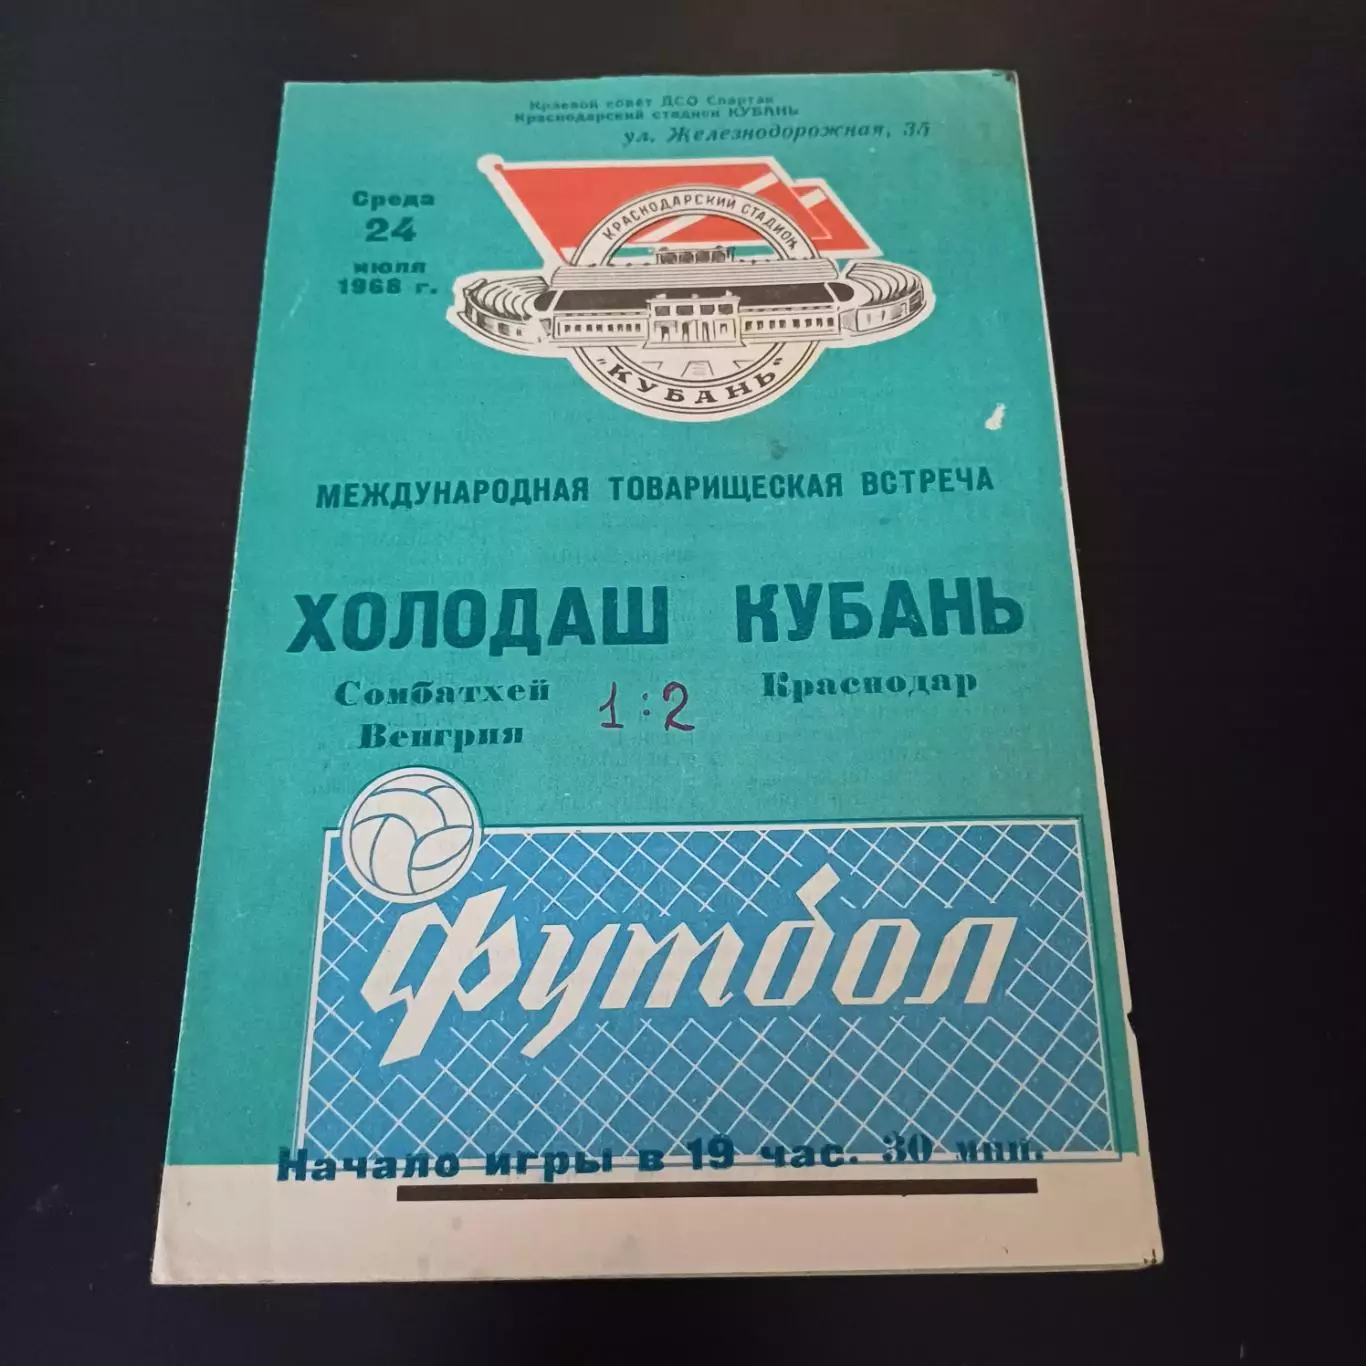 Краевой совет ДСО Спартак
Краснодарский стадион КУБАНЬ
ул. Железнодорожная, 35
Среда
24
июля
1968 г.
КРАСНОДАРСКИЙ СТАДИОН
"КУБАНЬ"
МЕЖДУНАРОДНАЯ ТОВАРИЩЕСКАЯ ВСТРЕЧА
ХОЛОДАШ КУБАНЬ
Сомбатхей Краснодар
Венгрия
1:2
Футбол
Начало игры в 19 час. 30 мин.